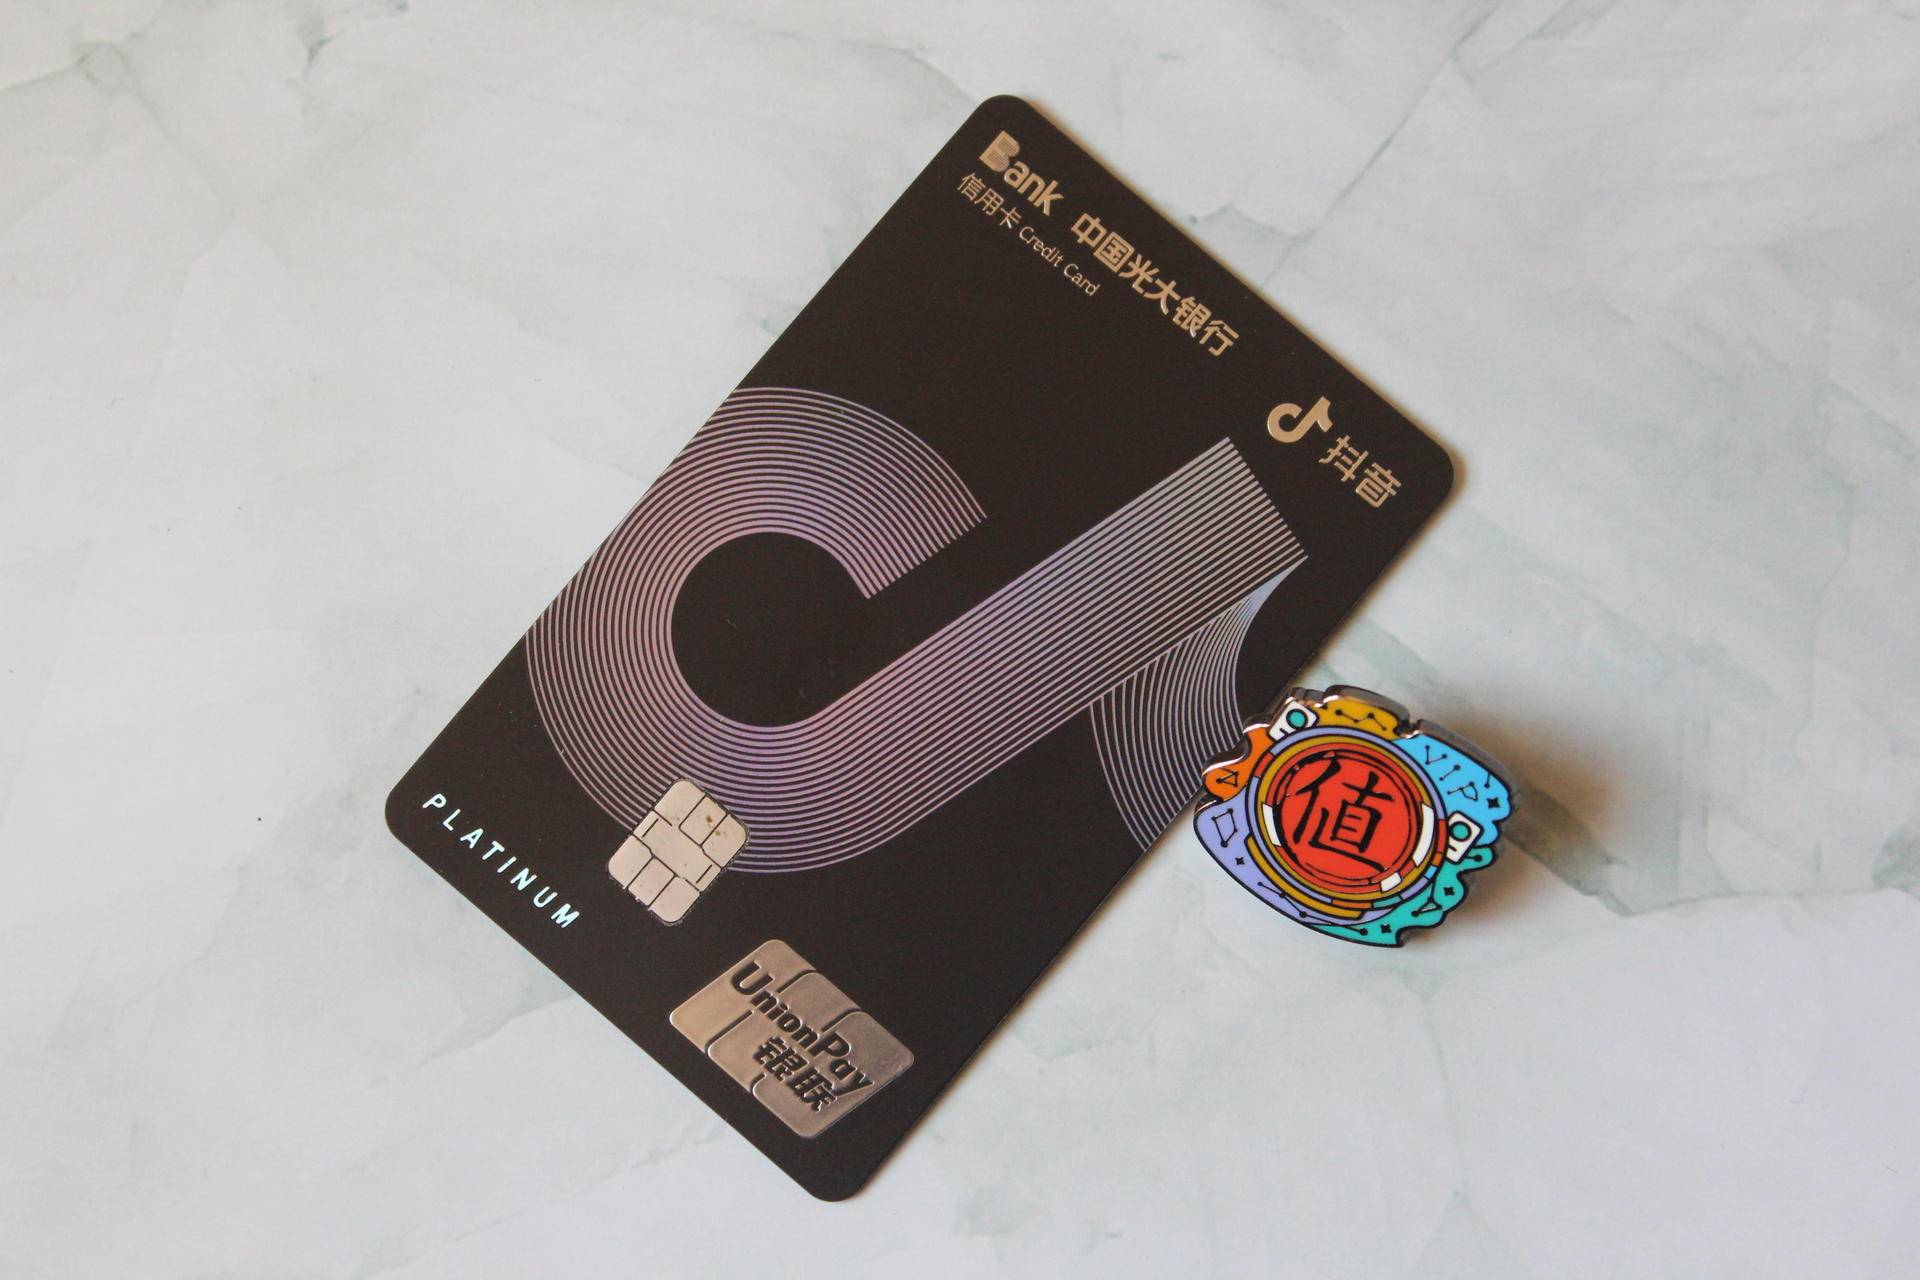 Bank 中国光大银行
信用卡 Credit Card
抖音
PLATINUM
UnionPay
银联
VIP
値